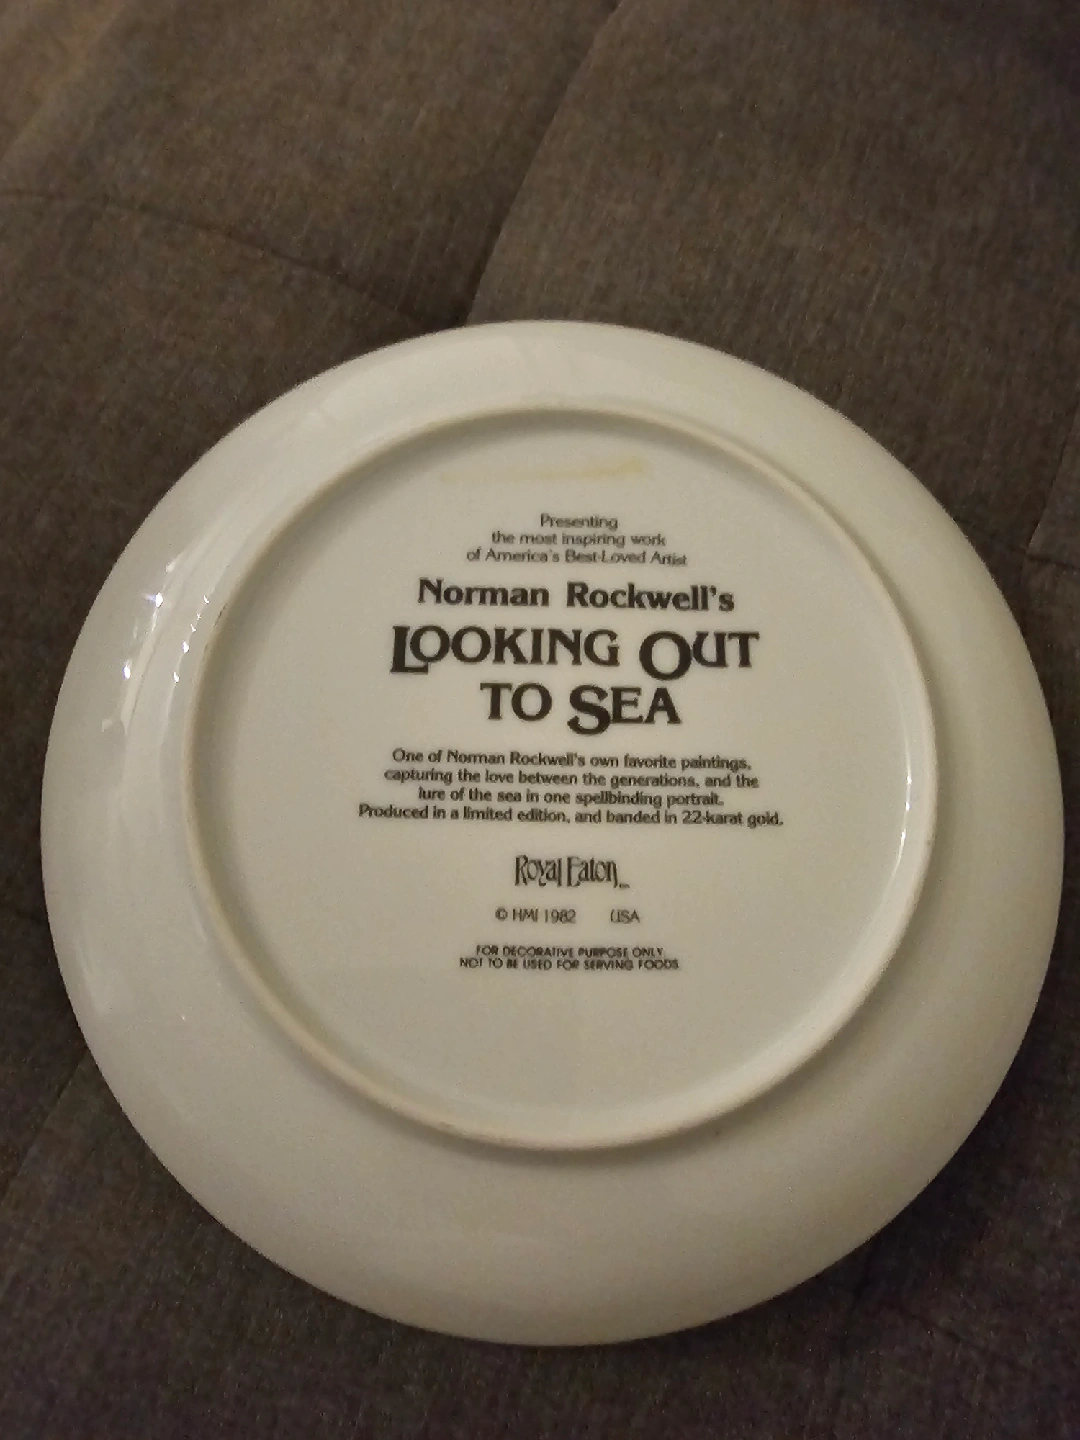 Presenting
the most inspiring work
of America's Best-Loved Artist
Norman Rockwell's
LOOKING OUT
TO SEA
One of Norman Rockwell's own favorite paintings,
capturing the love between the generations, and the
lure of the sea in one spellbinding portrait.
Produced in a limited edition, and banded in 22-karat gold.
Royal Eaton
© HMI 1982 USA
FOR DECORATIVE PURPOSE ONLY
NOT TO BE USED FOR SERVING FOODS